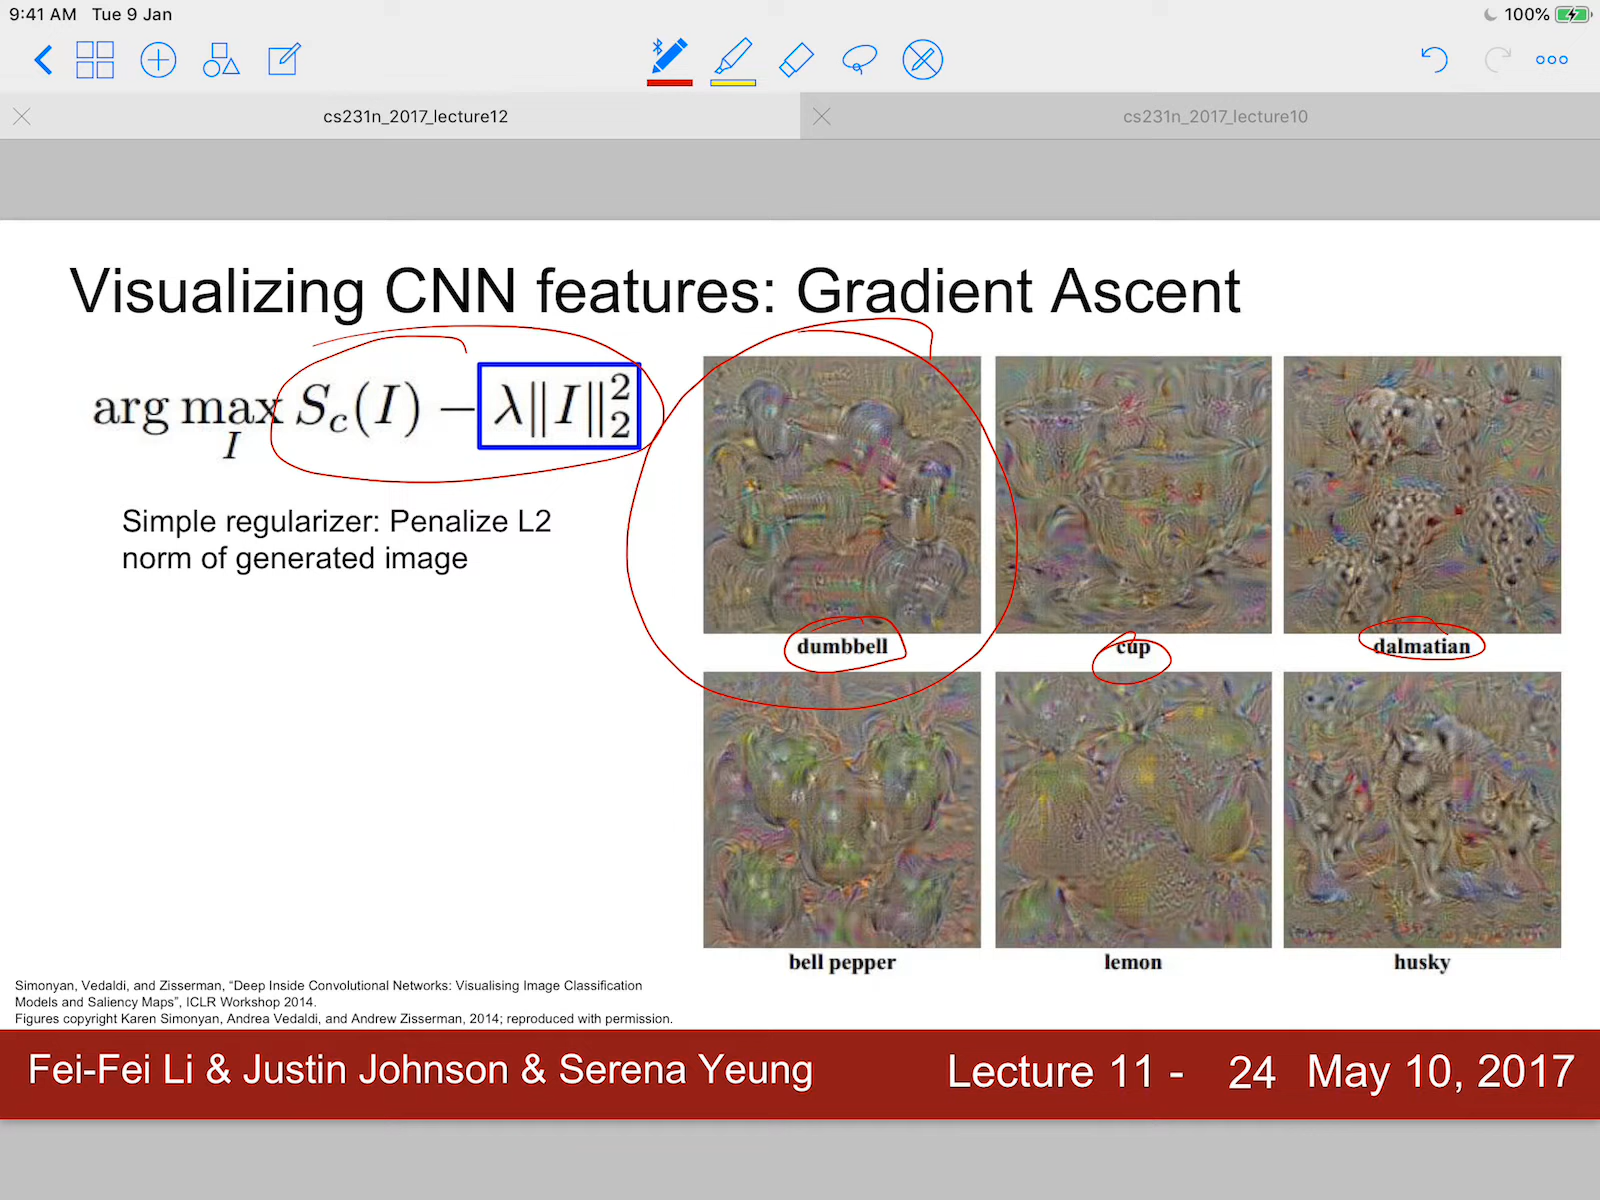 9:41 AM Tue 9 Jan
100%
cs231n_2017_lecture12
cs231n_2017_lecture10
Visualizing CNN features: Gradient Ascent
arg max S_c(I) − λ‖I‖₂²
I
Simple regularizer: Penalize L2
norm of generated image
dumbbell
cup
dalmatian
bell pepper
lemon
husky
Simonyan, Vedaldi, and Zisserman, “Deep Inside Convolutional Networks: Visualising Image Classification
Models and Saliency Maps”, ICLR Workshop 2014.
Figures copyright Karen Simonyan, Andrea Vedaldi, and Andrew Zisserman, 2014; reproduced with permission.
Fei-Fei Li & Justin Johnson & Serena Yeung
Lecture 11 - 24 May 10, 2017